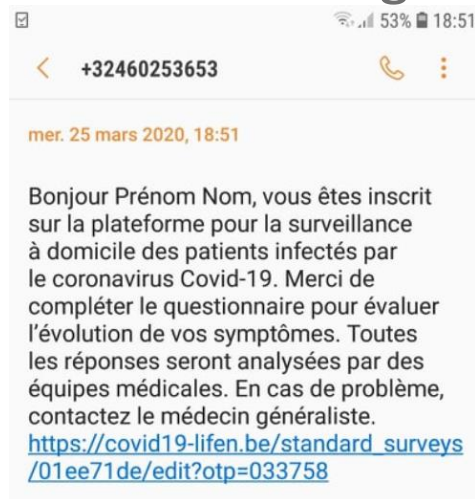 53% 18:51
+32460253653
mer. 25 mars 2020, 18:51
Bonjour Prénom Nom, vous êtes inscrit
sur la plateforme pour la surveillance
à domicile des patients infectés par
le coronavirus Covid-19. Merci de
compléter le questionnaire pour évaluer
l’évolution de vos symptômes. Toutes
les réponses seront analysées par des
équipes médicales. En cas de problème,
contactez le médecin généraliste.
https://covid19-lifen.be/standard_surveys
/01ee71de/edit?otp=033758